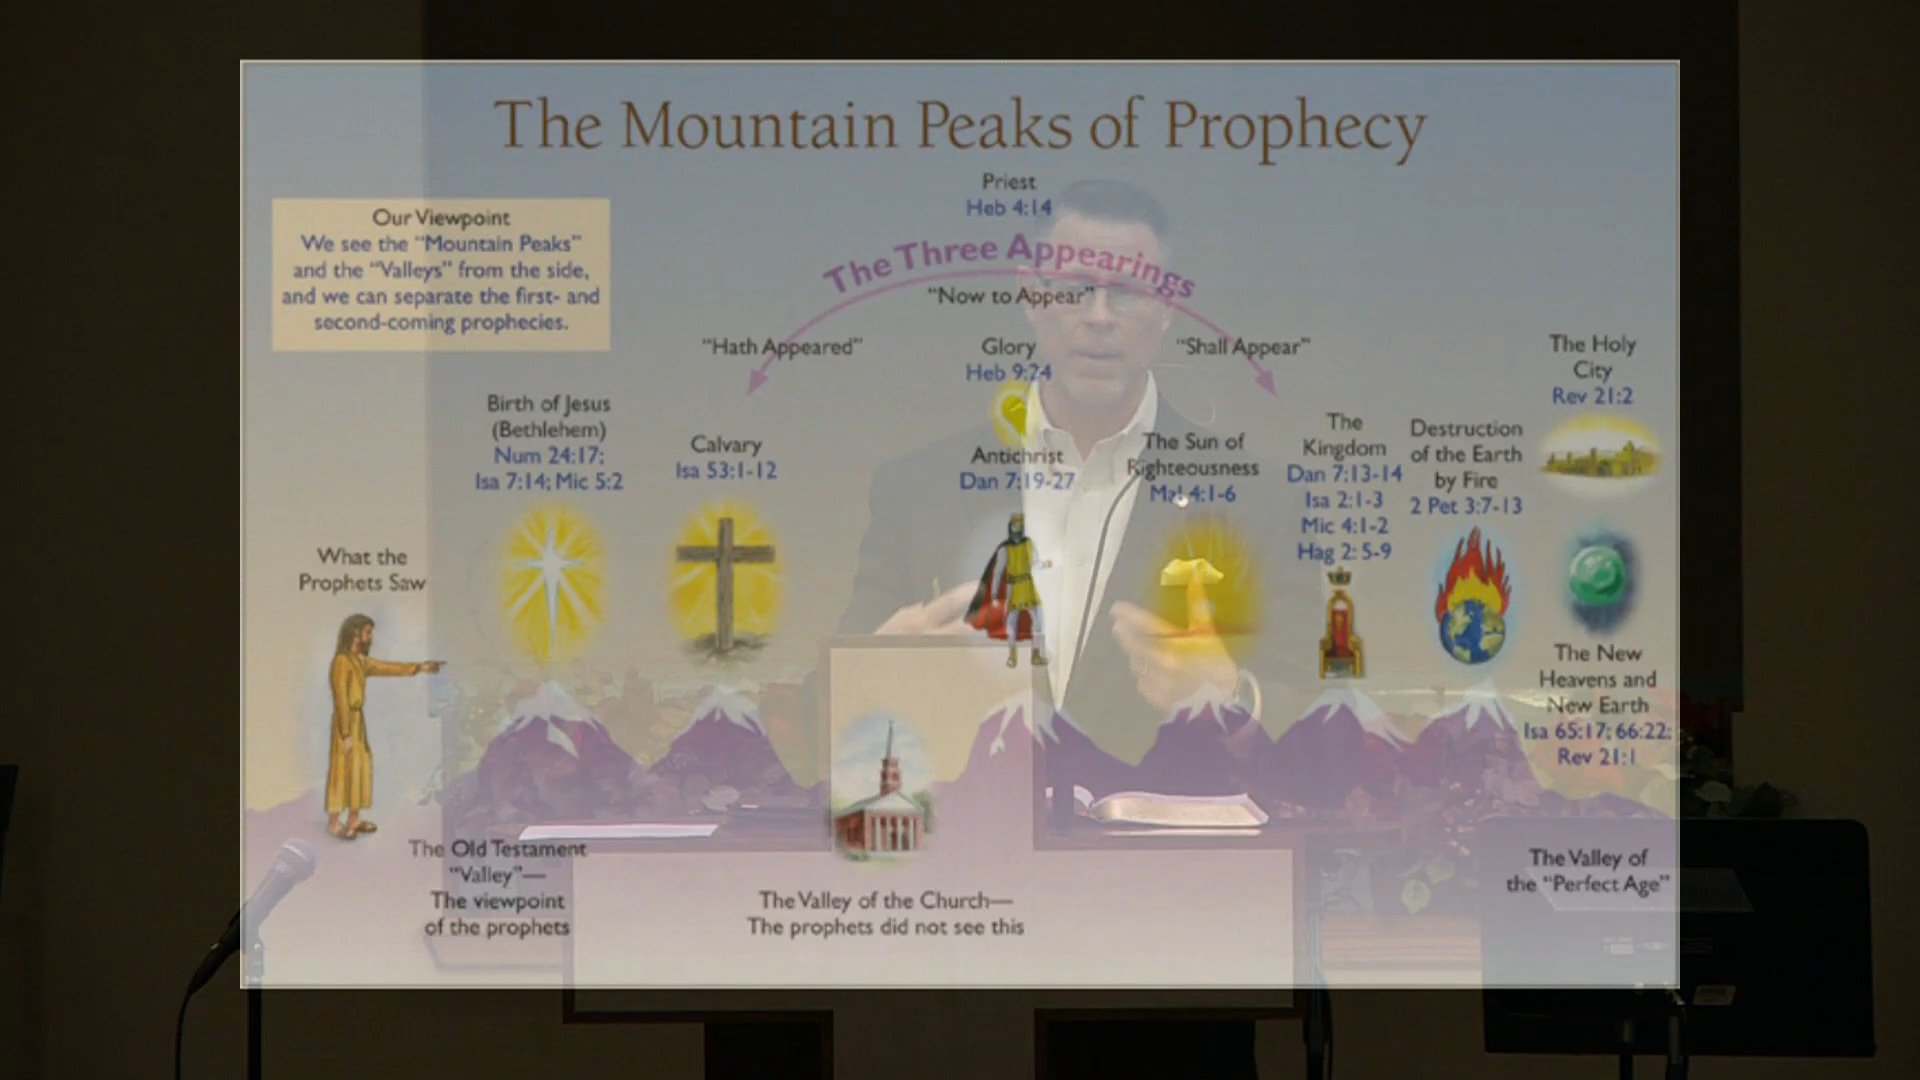 The Mountain Peaks of Prophecy
Our Viewpoint
We see the “Mountain Peaks”
and the “Valleys” from the side,
and we can separate the first- and
second-coming prophecies.
Priest
Heb 4:14
The Three Appearings
“Now to Appear”
“Hath Appeared”
Glory
Heb 9:24
“Shall Appear”
What the
Prophets Saw
Birth of Jesus
(Bethlehem)
Num 24:17;
Isa 7:14; Mic 5:2
Calvary
Isa 53:1-12
Antichrist
Dan 7:19-27
The Sun of
Righteousness
Mal 4:1-6
The
Kingdom
Dan 7:13-14
Isa 2:1-3
Mic 4:1-2
Hag 2: 5-9
Destruction
of the Earth
by Fire
2 Pet 3:7-13
The Holy
City
Rev 21:2
The New
Heavens and
New Earth
Isa 65:17; 66:22;
Rev 21:1
The Old Testament
“Valley”—
The viewpoint
of the prophets
The Valley of the Church—
The prophets did not see this
The Valley of
the “Perfect Age”